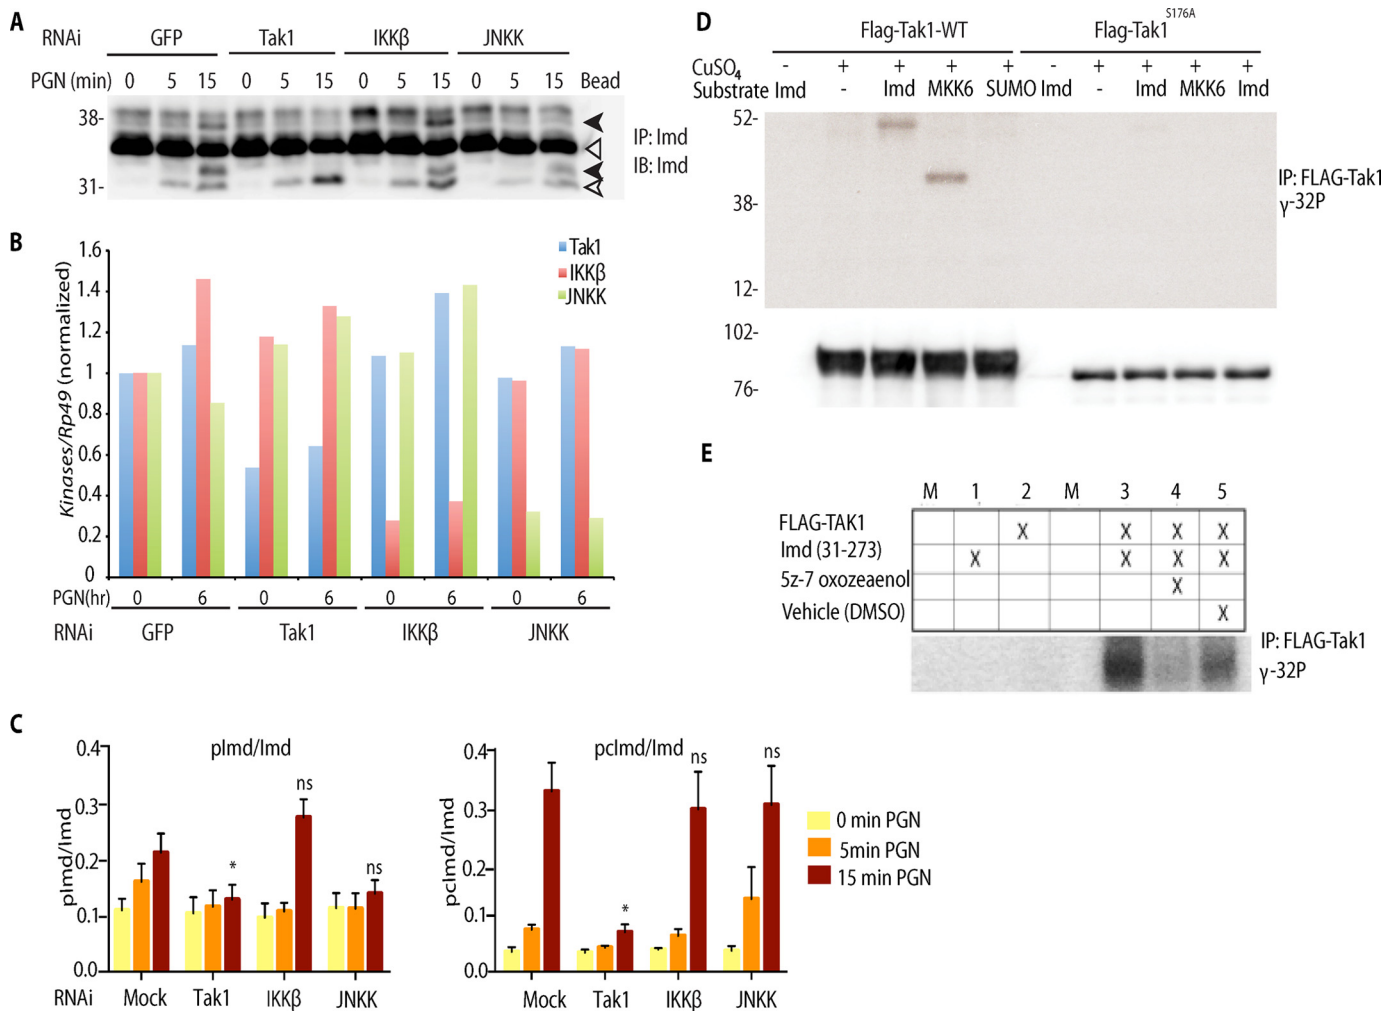 A
RNAi GFP Tak1 IKKβ JNKK
PGN (min) 0 5 15 0 5 15 0 5 15 0 5 15 Bead
38-
31-
IP: Imd
IB: Imd
B
Kinases/Rp49 (normalized)
1.6
1.4
1.2
1
0.8
0.6
0.4
0.2
0
Tak1
IKKβ
JNKK
PGN(hr) 0 6 0 6 0 6 0 6
RNAi GFP Tak1 IKKβ JNKK
C
pImd/Imd
pImd/Imd
0.4
0.3
0.2
0.1
0.0
* ns ns
RNAi Mock Tak1 IKKβ JNKK
pcImd/Imd
pcImd/Imd
0.4
0.3
0.2
0.1
0.0
* ns ns
Mock Tak1 IKKβ JNKK
0 min PGN
5min PGN
15 min PGN
D
Flag-Tak1-WT Flag-Tak1S176A
CuSO4 - + + + + - + + + +
Substrate Imd - Imd MKK6 SUMO Imd - Imd MKK6 Imd
52-
38-
12-
IP: FLAG-Tak1
γ-32P
102-
76-
E
M 1 2 M 3 4 5
FLAG-TAK1 X X X X
Imd (31-273) X X X X
5z-7 oxozeaenol X
Vehicle (DMSO) X
IP: FLAG-Tak1
γ-32P